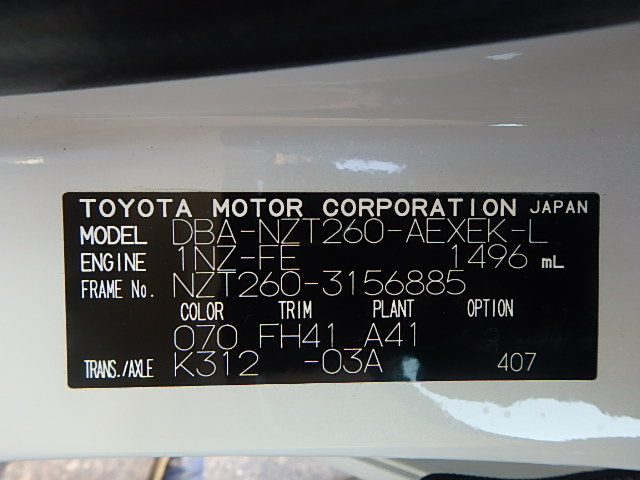 TOYOTA MOTOR CORPORATION JAPAN
MODEL DBA-NZT260-AEXEK-L
ENGINE 1NZ-FE 1496 mL
FRAME No. NZT260-3156885
COLOR TRIM PLANT OPTION
070 FH41 A41
TRANS./AXLE K312 -03A 407